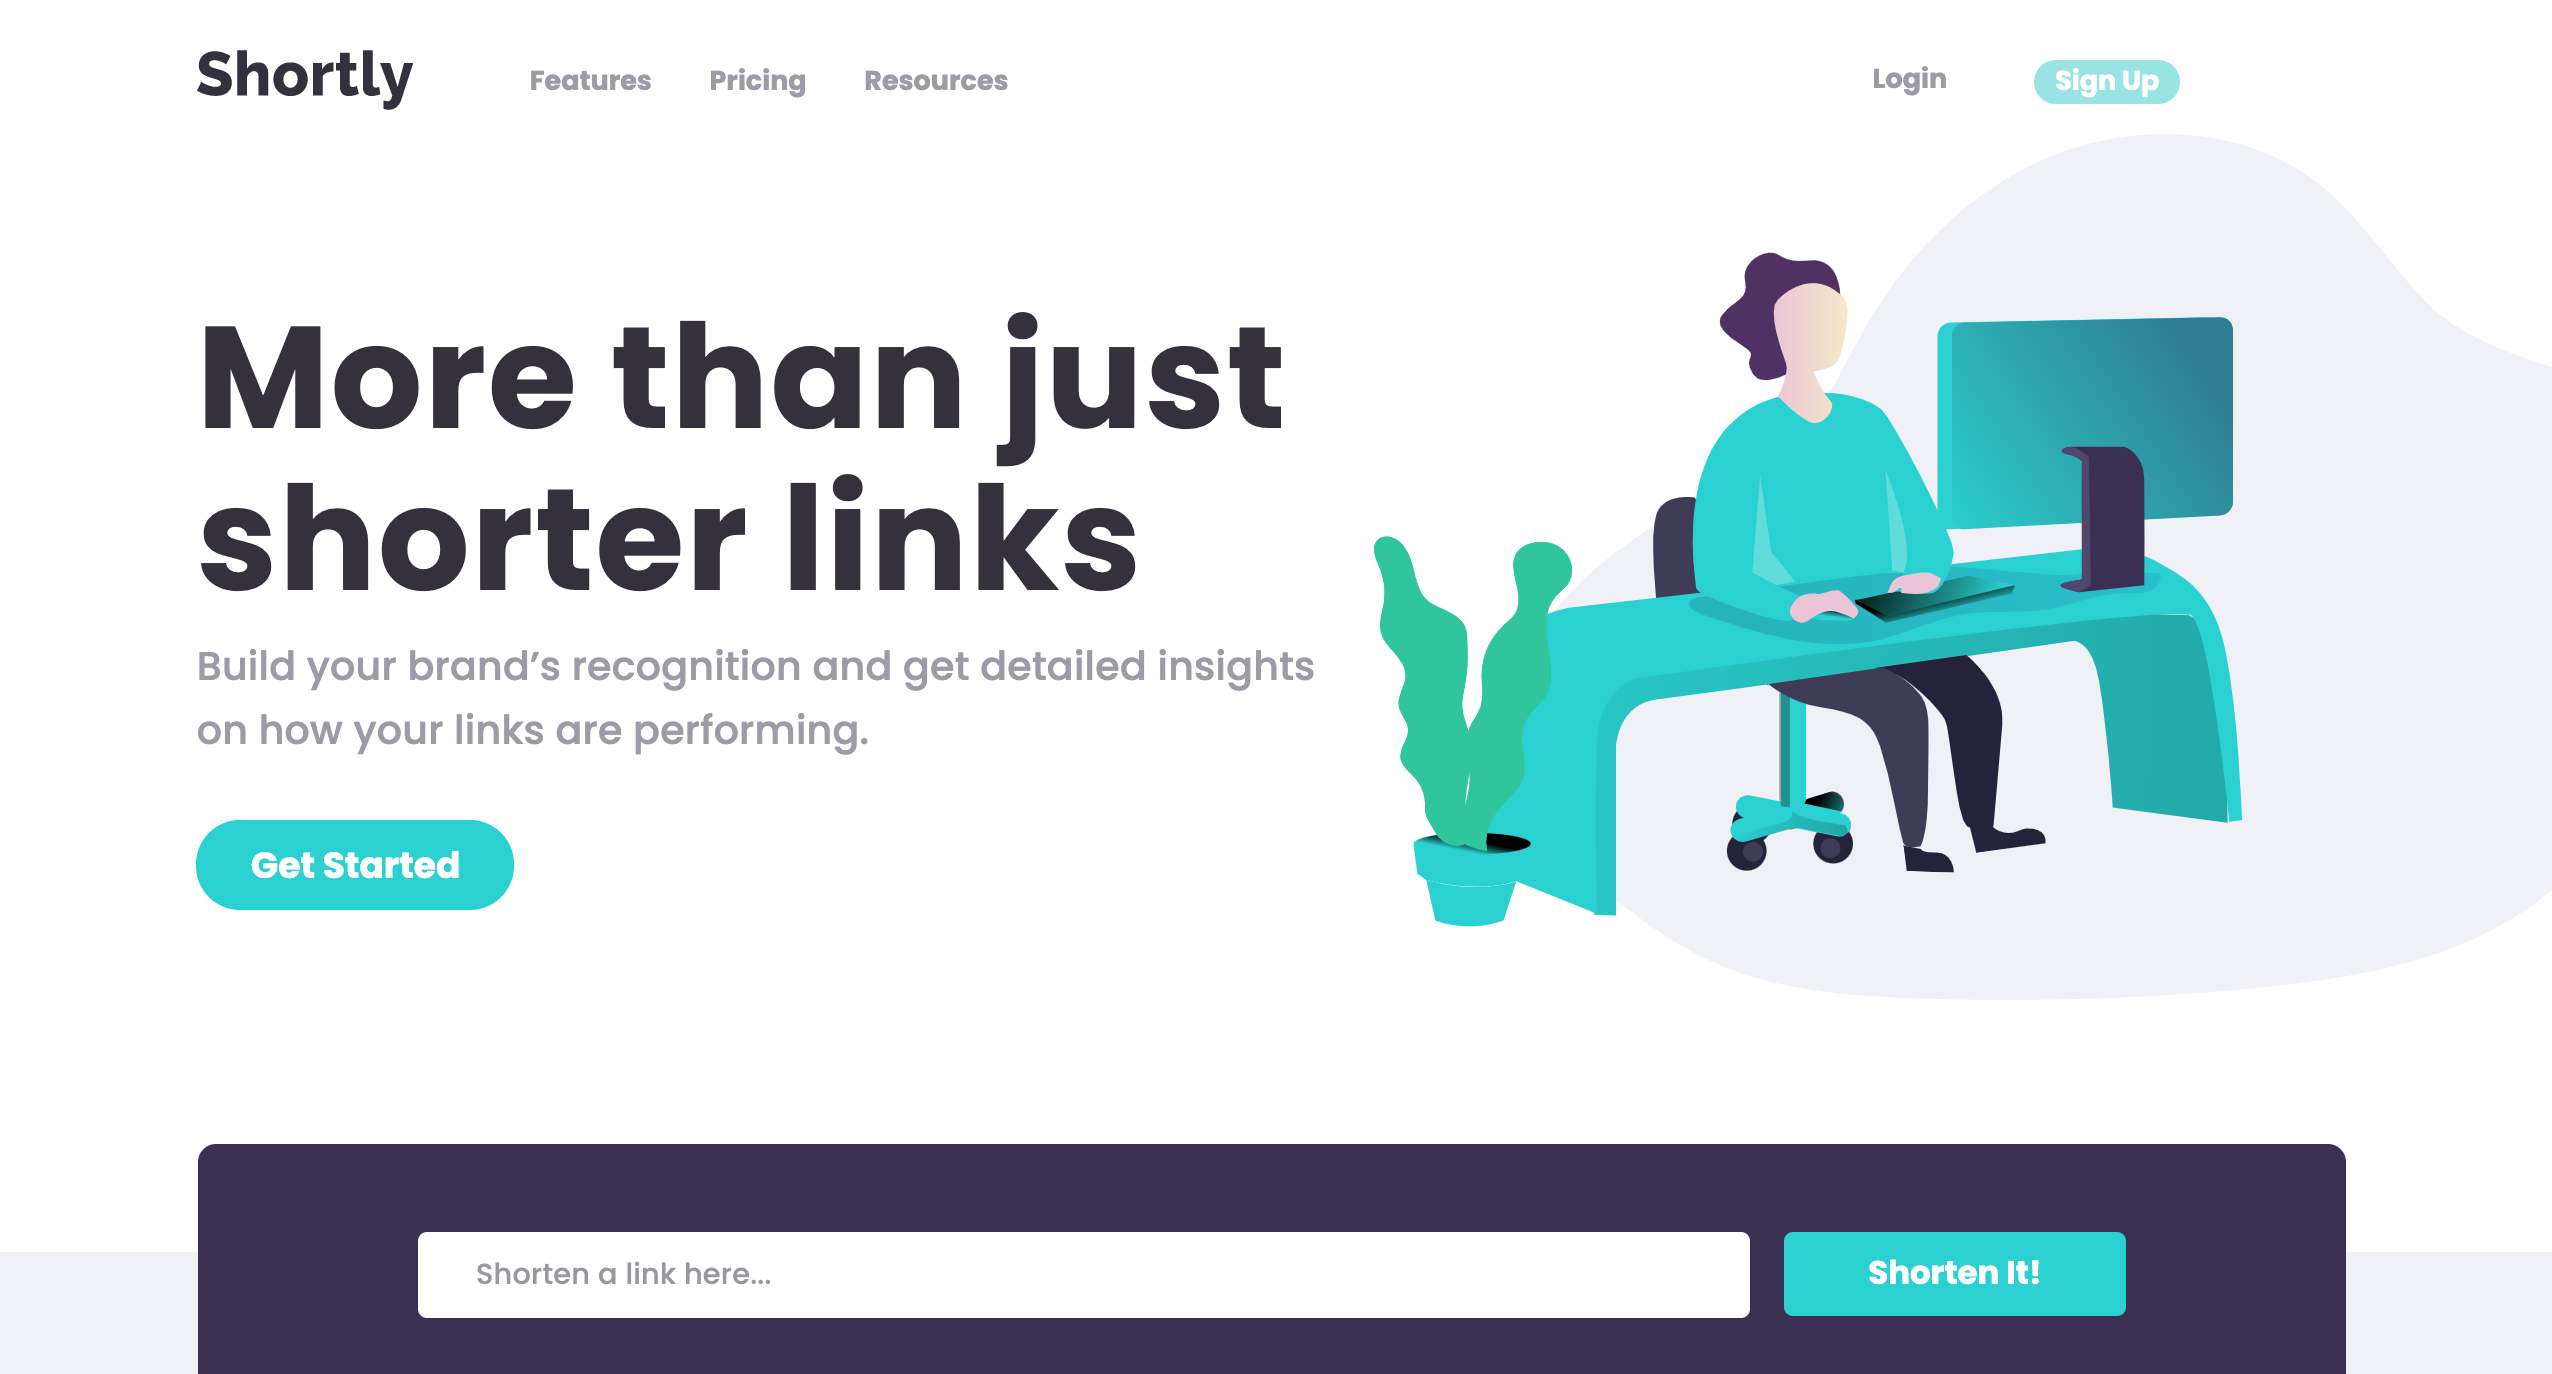 Shortly
Features Pricing Resources
Login Sign Up
More than just
shorter links
Build your brand’s recognition and get detailed insights
on how your links are performing.
Get Started
Shorten a link here...
Shorten It!